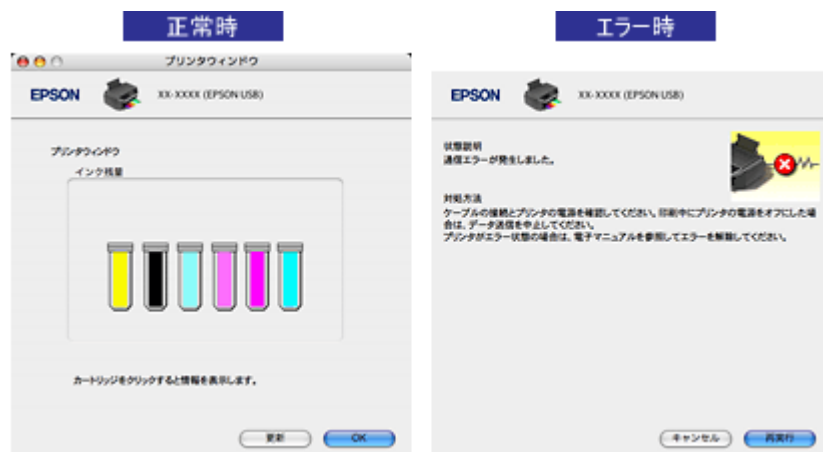 正常時
プリンタウィンドウ
EPSON
XX-XXXX (EPSON USB)
プリンタウィンドウ
インク残量
カートリッジをクリックすると情報を表示します。
更新
OK
エラー時
EPSON
XX-XXXX (EPSON USB)
状態説明
通信エラーが発生しました。
対処方法
ケーブルの接続とプリンタの電源を確認してください。印刷中にプリンタの電源をオフにした場
合は、データ送信を中止してください。
プリンタがエラー状態の場合は、電子マニュアルを参照してエラーを解除してください。
キャンセル
再実行